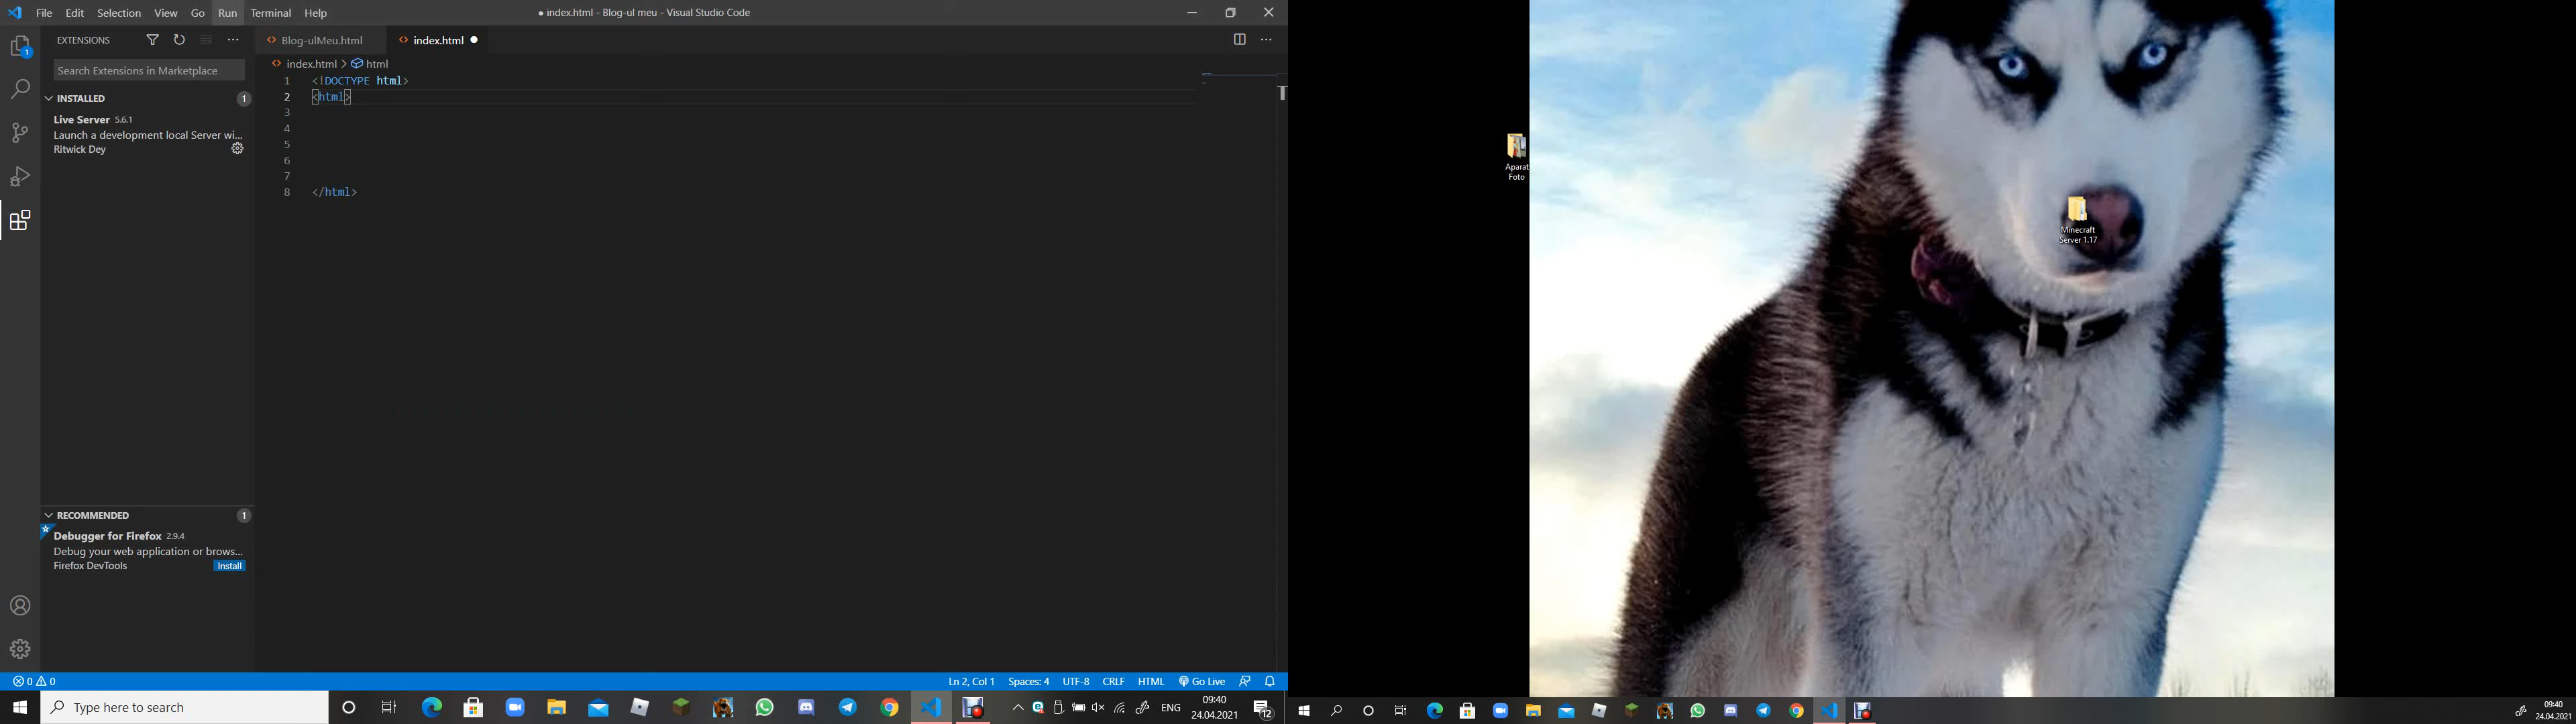 File Edit Selection View Go Run Terminal Help
● index.html - Blog-ul meu - Visual Studio Code
EXTENSIONS
Blog-ulMeu.html
index.html
index.html > html
Search Extensions in Marketplace
INSTALLED 1
Live Server 5.6.1
Launch a development local Server wi...
Ritwick Dey
1 <!DOCTYPE html>
2 <html>
3
4
5
6
7
8 </html>
RECOMMENDED 1
Debugger for Firefox 2.9.4
Debug your web application or brows...
Firefox DevTools Install
1
0 0
Ln 2, Col 1 Spaces: 4 UTF-8 CRLF HTML Go Live
Type here to search
ENG
09:40
24.04.2021
12
Aparat
Foto
Minecraft
Server 1.17
09:40
24.04.2021